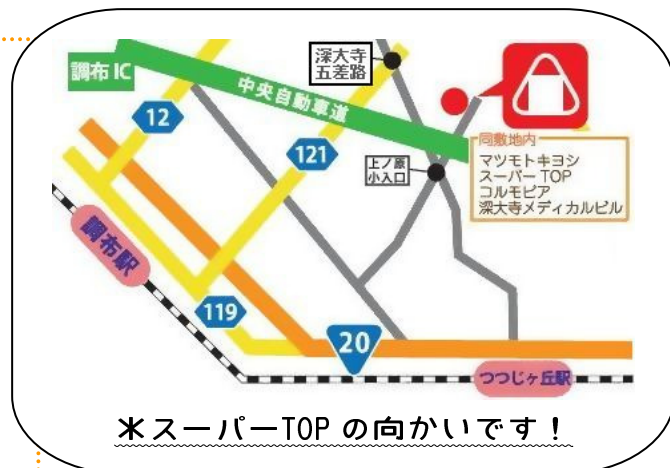 調布IC
中央自動車道
深大寺
五差路
12
121
上ノ原
小入口
同敷地内
マツモトキヨシ
スーパーTOP
コルモピア
深大寺メディカルビル
調布駅
119
20
つつじヶ丘駅
＊スーパーTOPの向かいです！